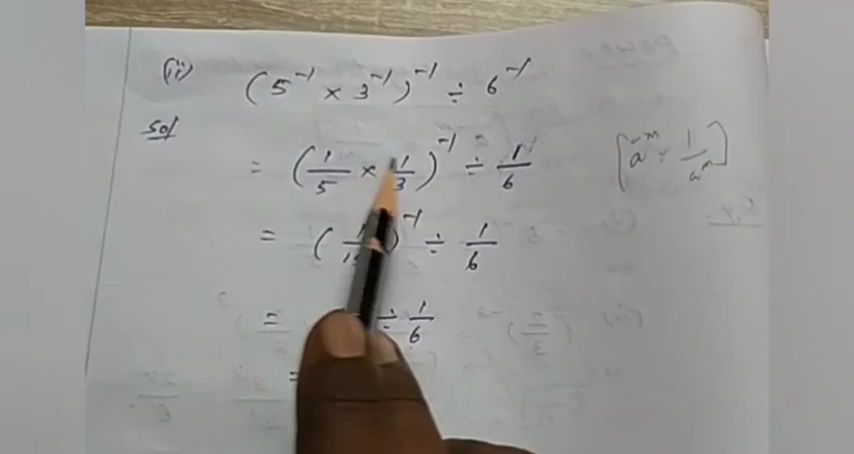 (ii) (5⁻¹ × 3⁻¹)⁻¹ ÷ 6⁻¹
Sol
= (1/5 × 1/3)⁻¹ ÷ 1/6 [a⁻ᵐ = 1/aᵐ]
= (1/1 )⁻¹ ÷ 1/6
= ÷ 1/6
=